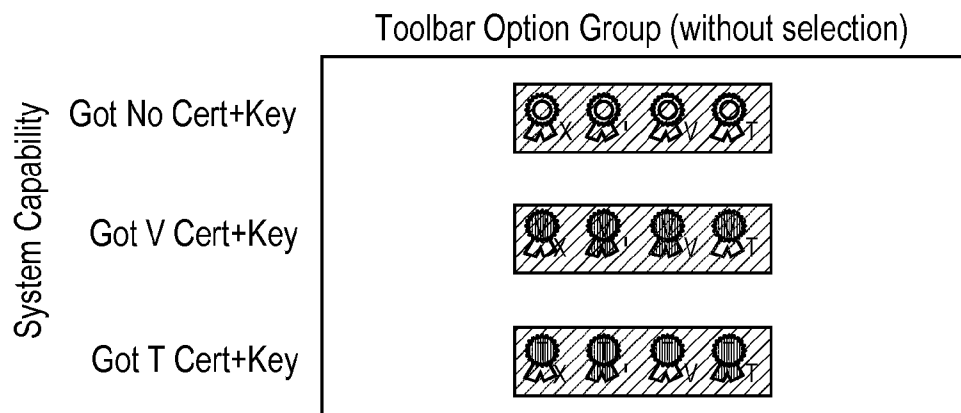 Toolbar Option Group (without selection)
System Capability
Got No Cert+Key
X ' V T
Got V Cert+Key
X ' V T
Got T Cert+Key
X ' V T